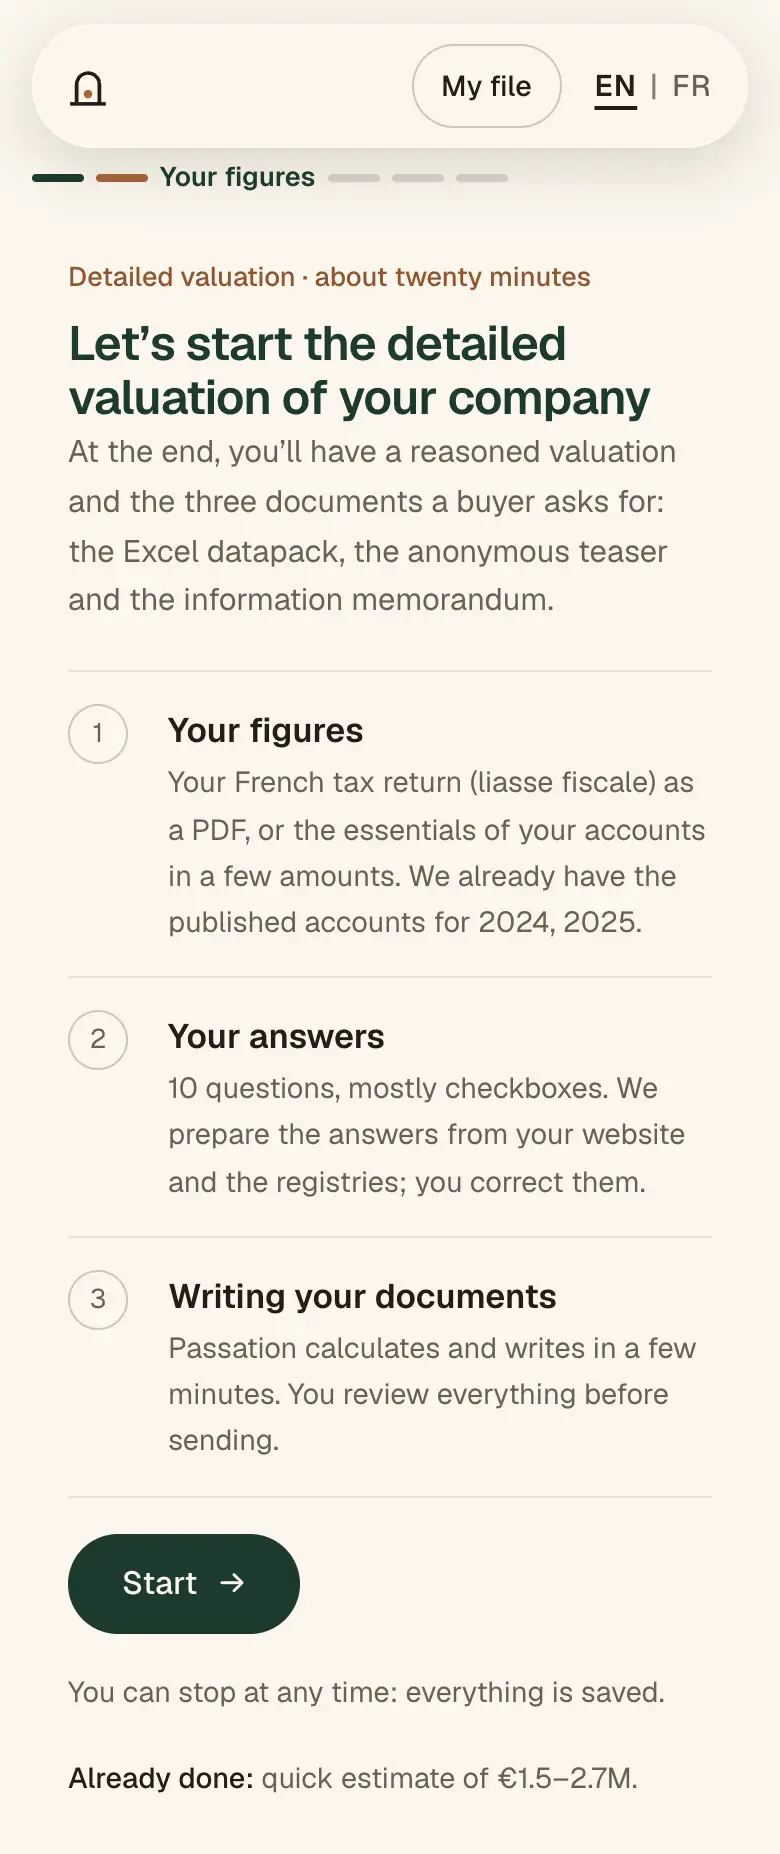 My file
EN | FR
Your figures
Detailed valuation · about twenty minutes
Let’s start the detailed
valuation of your company
At the end, you’ll have a reasoned valuation
and the three documents a buyer asks for:
the Excel datapack, the anonymous teaser
and the information memorandum.
1
Your figures
Your French tax return (liasse fiscale) as
a PDF, or the essentials of your accounts
in a few amounts. We already have the
published accounts for 2024, 2025.
2
Your answers
10 questions, mostly checkboxes. We
prepare the answers from your website
and the registries; you correct them.
3
Writing your documents
Passation calculates and writes in a few
minutes. You review everything before
sending.
Start →
You can stop at any time: everything is saved.
Already done: quick estimate of €1.5–2.7M.